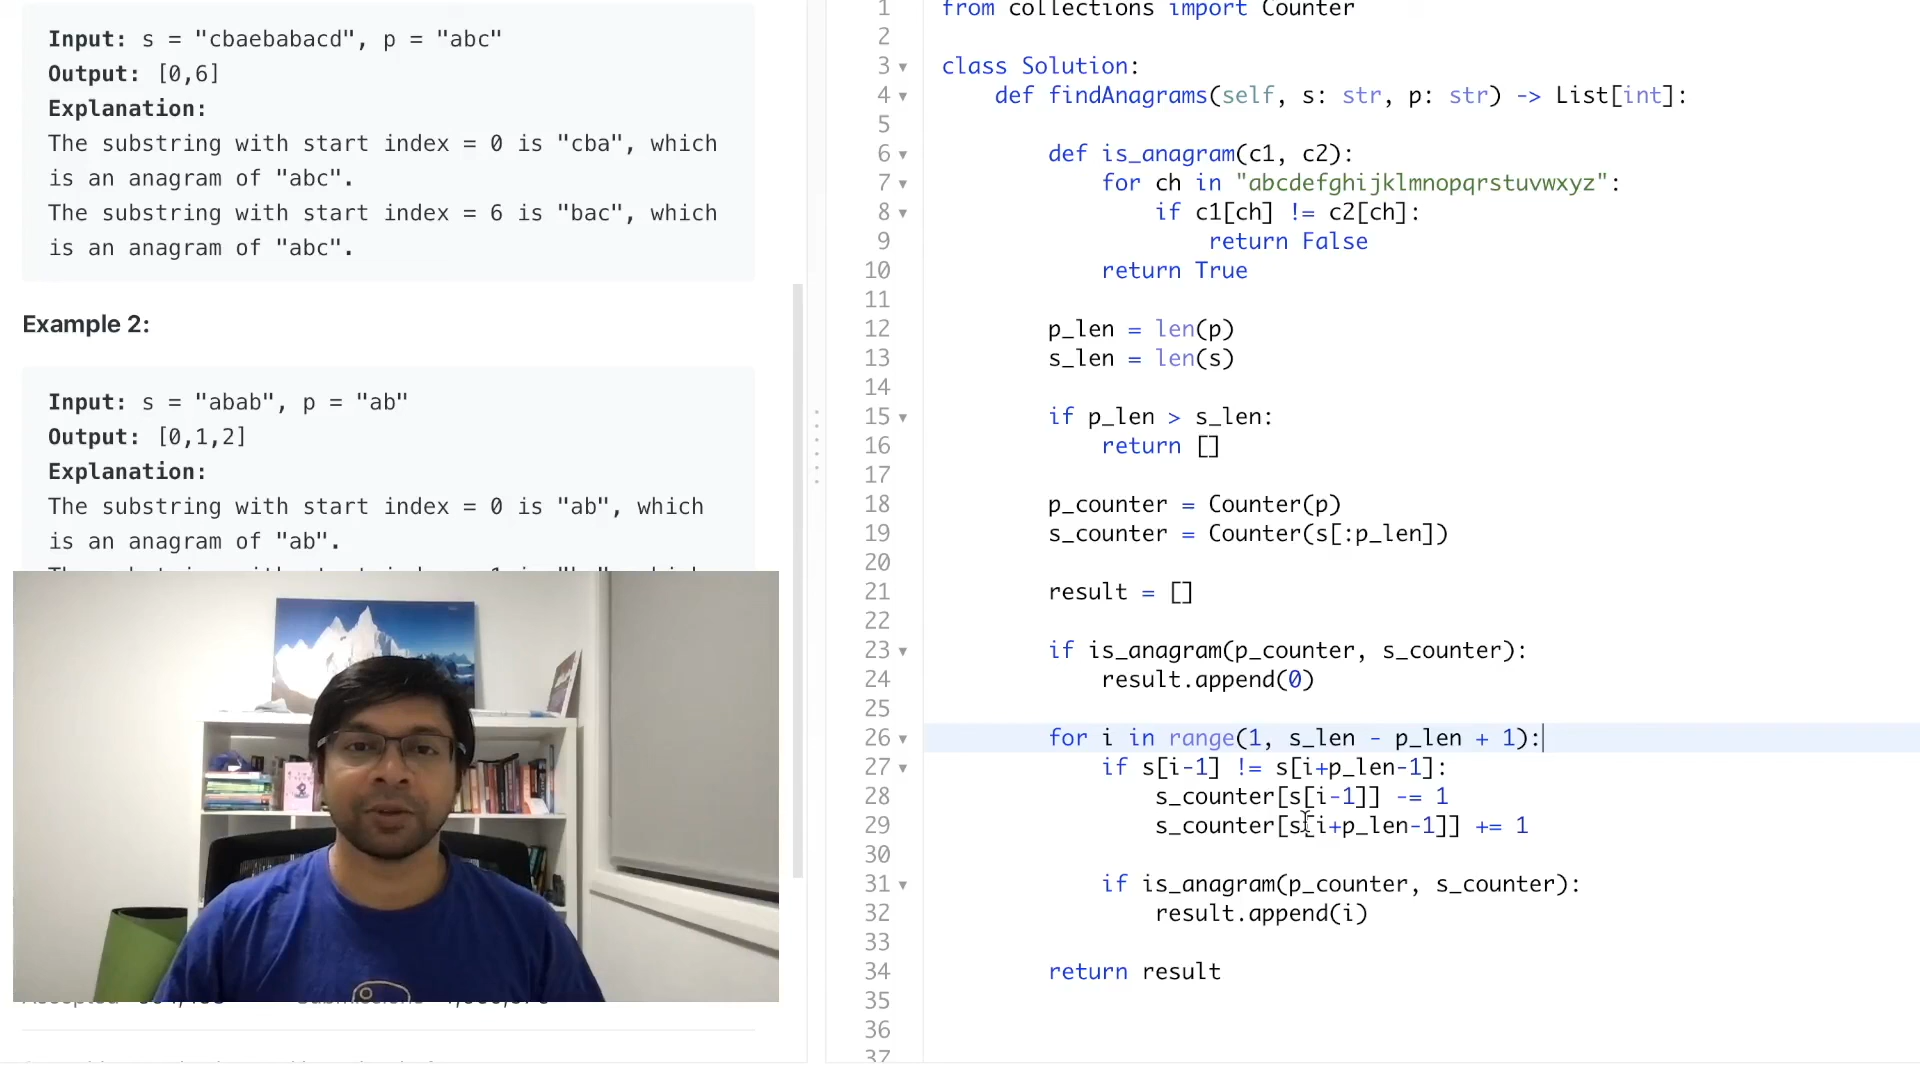 Input: s = "cbaebabacd", p = "abc"
Output: [0,6]
Explanation:
The substring with start index = 0 is "cba", which
is an anagram of "abc".
The substring with start index = 6 is "bac", which
is an anagram of "abc".
Example 2:
Input: s = "abab", p = "ab"
Output: [0,1,2]
Explanation:
The substring with start index = 0 is "ab", which
is an anagram of "ab".
1 from collections import Counter
2
3 class Solution:
4 def findAnagrams(self, s: str, p: str) -> List[int]:
5
6 def is_anagram(c1, c2):
7 for ch in "abcdefghijklmnopqrstuvwxyz":
8 if c1[ch] != c2[ch]:
9 return False
10 return True
11
12 p_len = len(p)
13 s_len = len(s)
14
15 if p_len > s_len:
16 return []
17
18 p_counter = Counter(p)
19 s_counter = Counter(s[:p_len])
20
21 result = []
22
23 if is_anagram(p_counter, s_counter):
24 result.append(0)
25
26 for i in range(1, s_len - p_len + 1):
27 if s[i-1] != s[i+p_len-1]:
28 s_counter[s[i-1]] -= 1
29 s_counter[s[i+p_len-1]] += 1
30
31 if is_anagram(p_counter, s_counter):
32 result.append(i)
33
34 return result
35
36
37